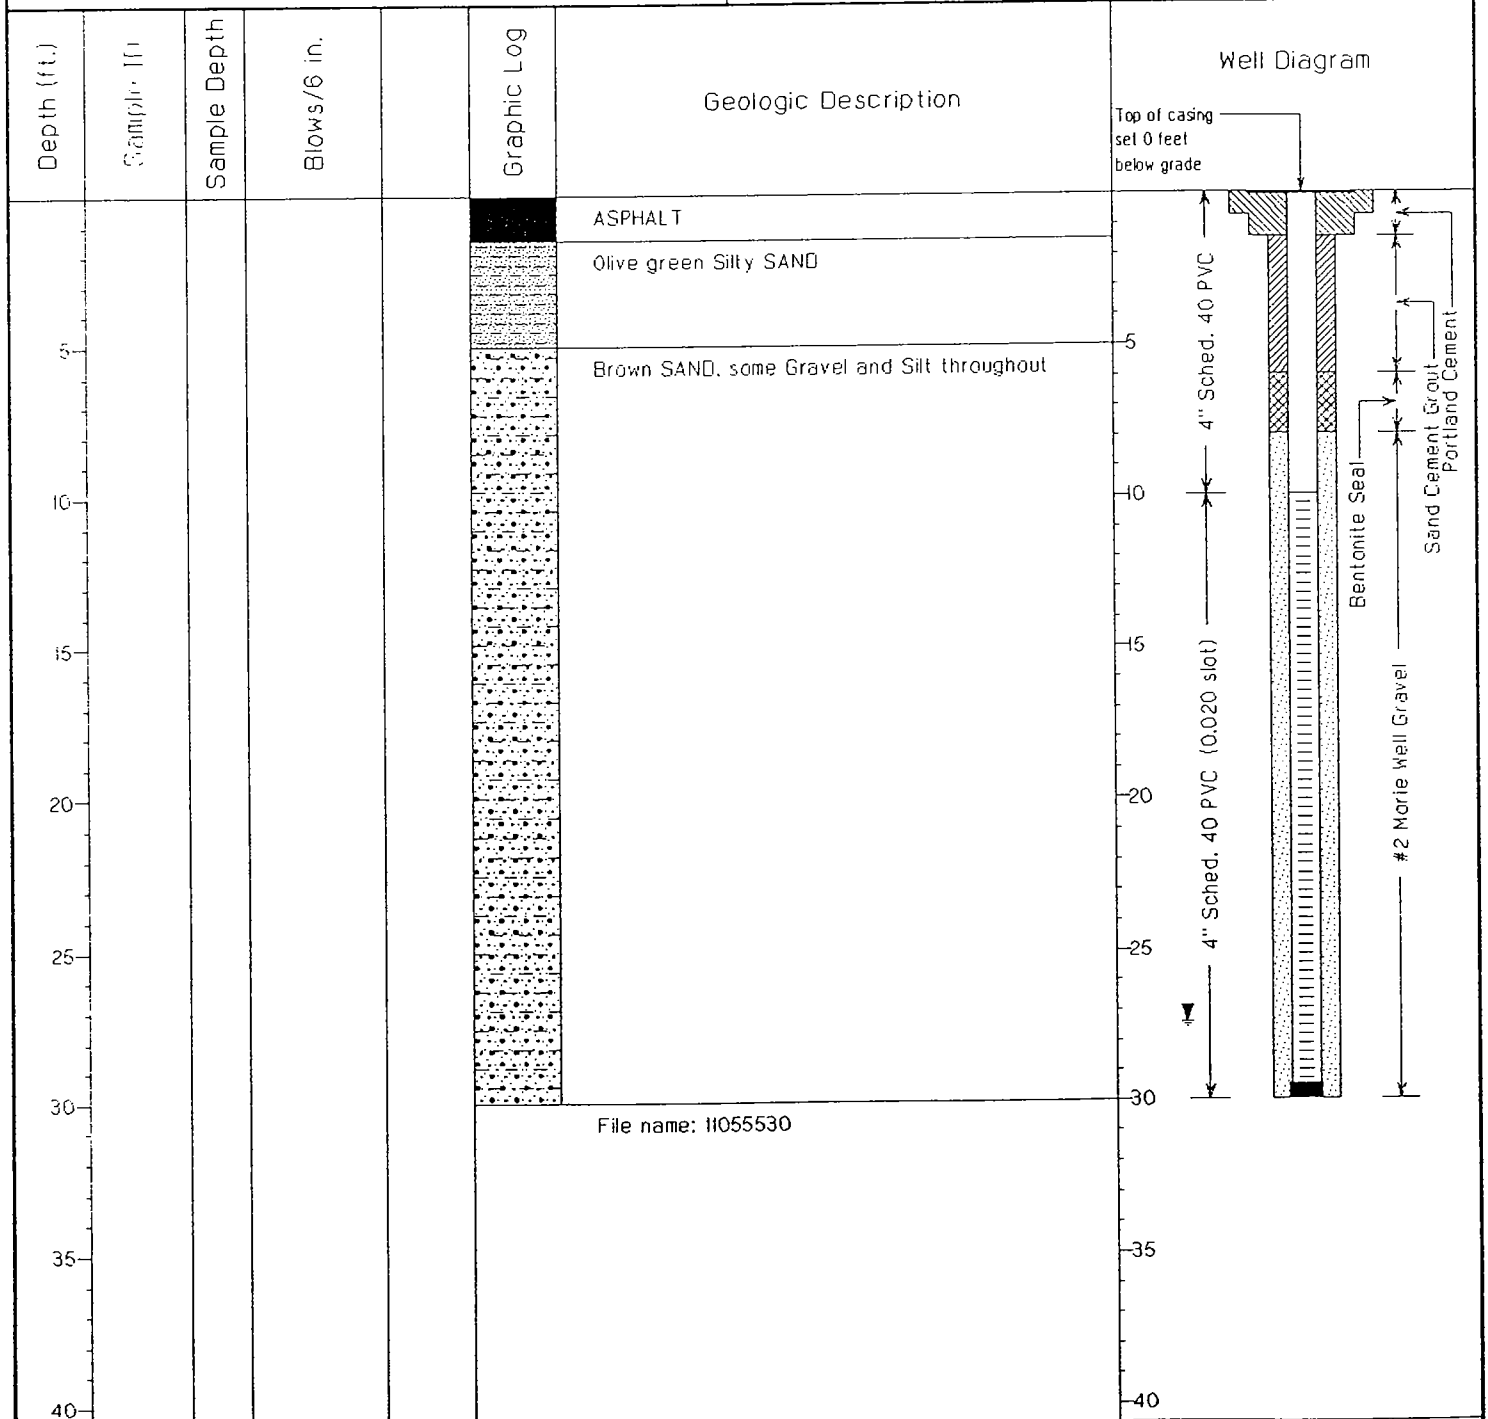 Depth (ft.)
Sample ID
Sample Depth
Blows/6 in.
Graphic Log
Geologic Description
Well Diagram
Top of casing
set 0 feet
below grade
ASPHALT
Olive green Silty SAND
Brown SAND, some Gravel and Silt throughout
File name: 11055530
5
10
15
20
25
30
35
40
5
10
15
20
25
30
35
40
4" Sched. 40 PVC
4" Sched. 40 PVC (0.020 slot)
Bentonite Seal
#2 Morie Well Gravel
Sand Cement Grout
Portland Cement